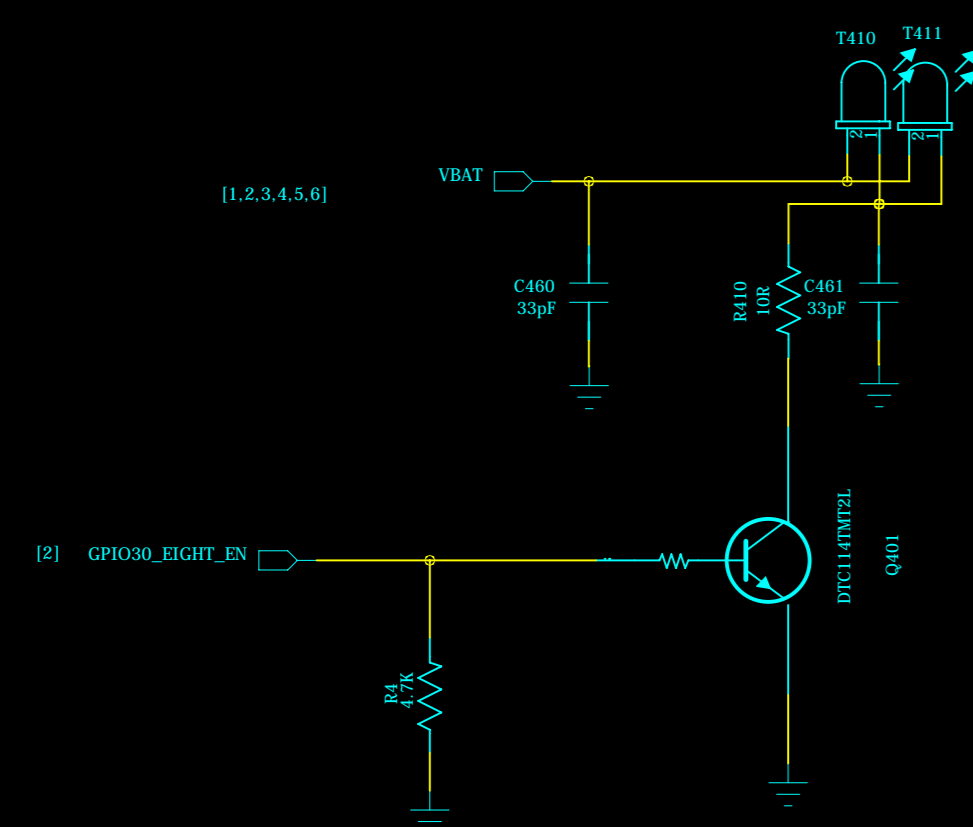 T410
T411
2
1
2
1
VBAT
[1,2,3,4,5,6]
C460
33pF
R410
10R
C461
33pF
DTC114TMT2L
Q401
[2]
GPIO30_EIGHT_EN
R4
4.7K